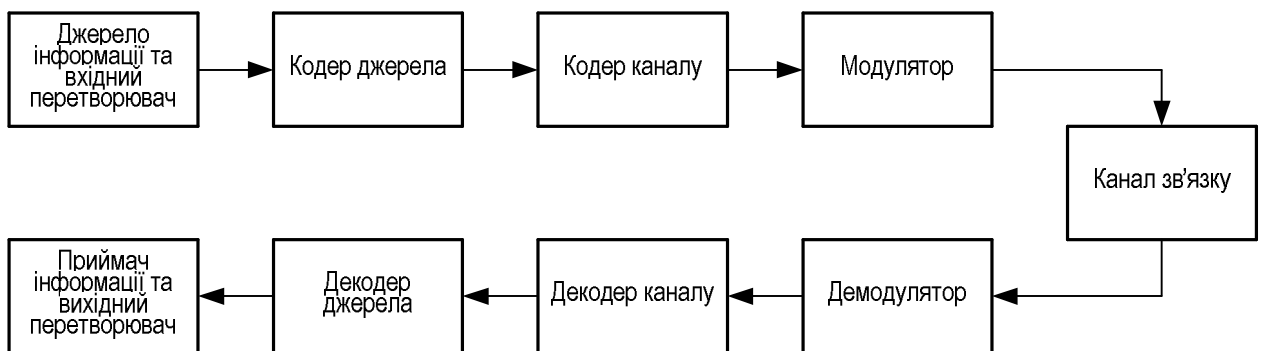 Джерело
інформації та
вхідний
перетворювач
Кодер джерела
Кодер каналу
Модулятор
Канал зв'язку
Приймач
інформації та
вихідний
перетворювач
Декодер
джерела
Декодер каналу
Демодулятор